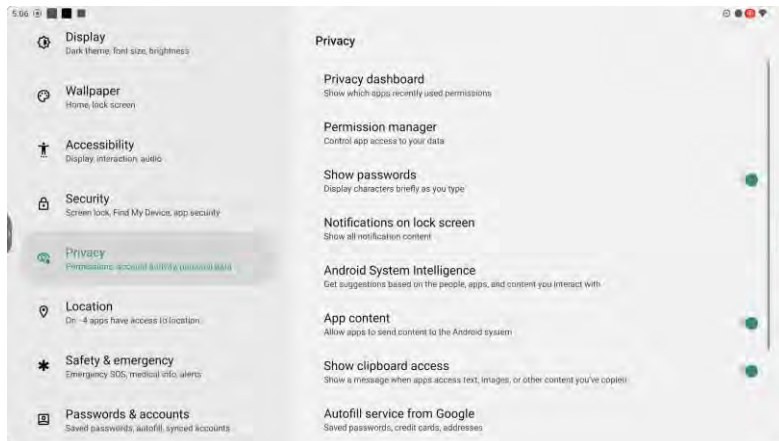 5:06
Display
Dark theme, font size, brightness
Wallpaper
Home, lock screen
Accessibility
Display, interaction, audio
Security
Screen lock, Find My Device, app security
Privacy
Permissions, account activity, personal data
Location
On - 4 apps have access to location
Safety & emergency
Emergency SOS, medical info, alerts
Passwords & accounts
Saved passwords, autofill, synced accounts
Privacy
Privacy dashboard
Show which apps recently used permissions
Permission manager
Control app access to your data
Show passwords
Display characters briefly as you type
Notifications on lock screen
Show all notification content
Android System Intelligence
Get suggestions based on the people, apps, and content you interact with
App content
Allow apps to send content to the Android system
Show clipboard access
Show a message when apps access text, images, or other content you've copied
Autofill service from Google
Saved passwords, credit cards, addresses